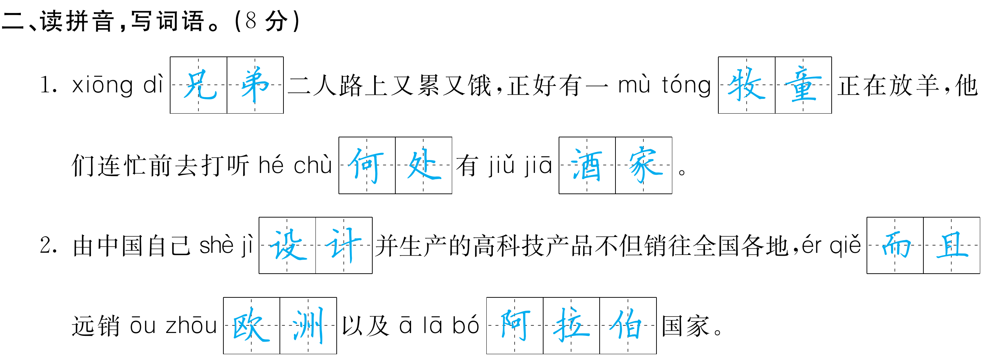 二、读拼音,写词语。(8 分)
1. xiōng dì 兄弟二人路上又累又饿,正好有一 mù tóng 牧童正在放羊,他
们连忙前去打听 hé chù 何处有 jiǔ jiā 酒家。
2. 由中国自己 shè jì 设计并生产的高科技产品不但销往全国各地,ér qiě 而且
远销 ōu zhōu 欧洲以及 ā lā bó 阿拉伯国家。